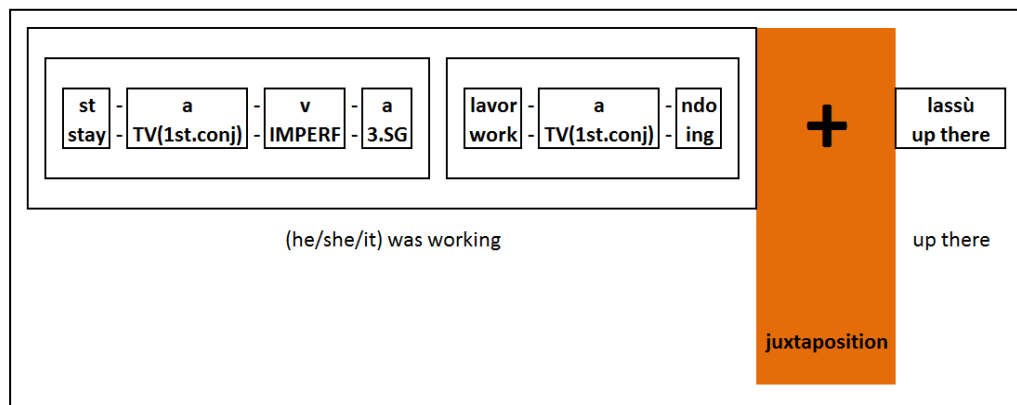 st - a - v - a lavor - a - ndo + lassù
stay - TV(1st.conj) - IMPERF - 3.SG work - TV(1st.conj) - ing up there
(he/she/it) was working up there
juxtaposition